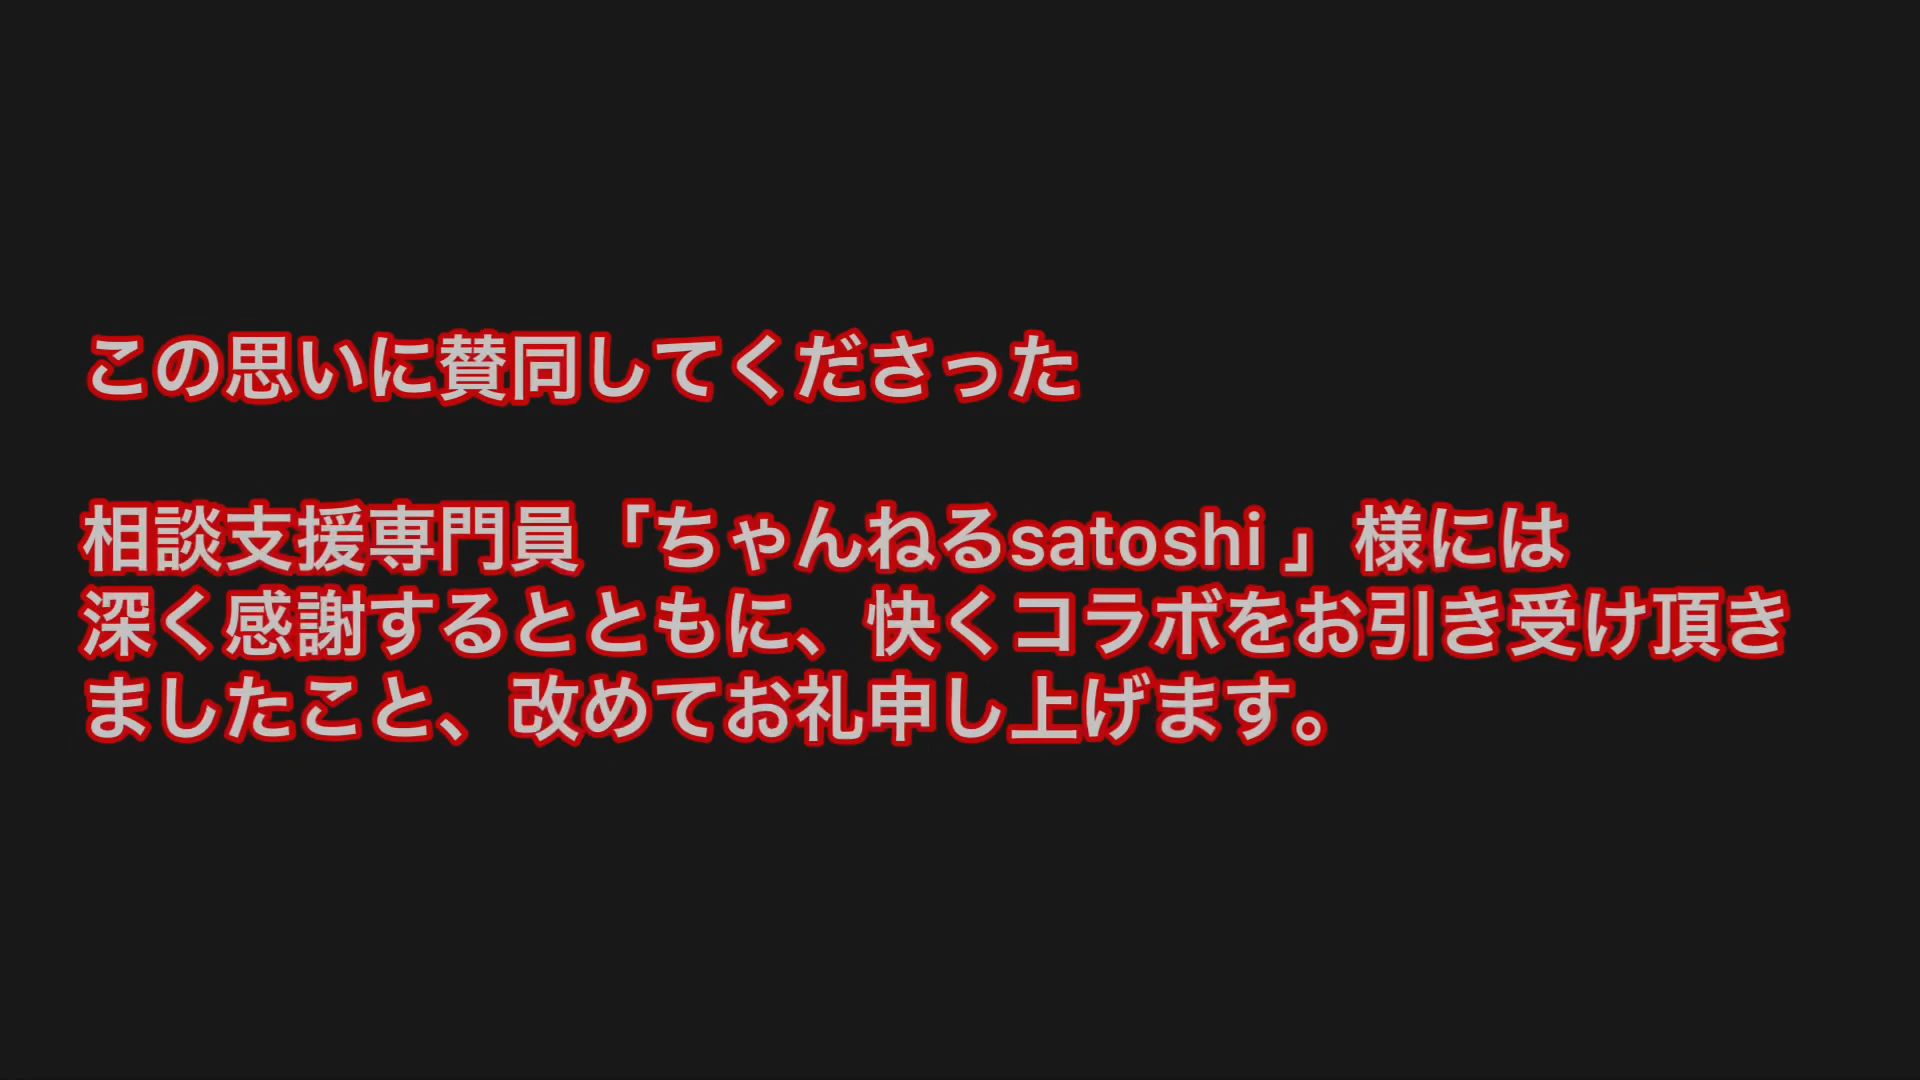 この思いに賛同してくださった
相談支援専門員「ちゃんねるsatoshi 」様には
深く感謝するとともに、快くコラボをお引き受け頂き
ましたこと、改めてお礼申し上げます。